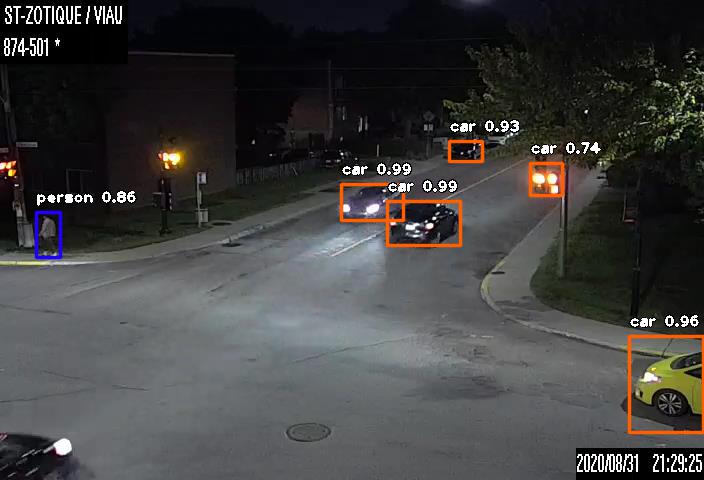 ST-ZOTIQUE / VIAU
874-501 *
car 0.93
car 0.74
car 0.99
car 0.99
person 0.86
car 0.96
2020/08/31 21:29:25